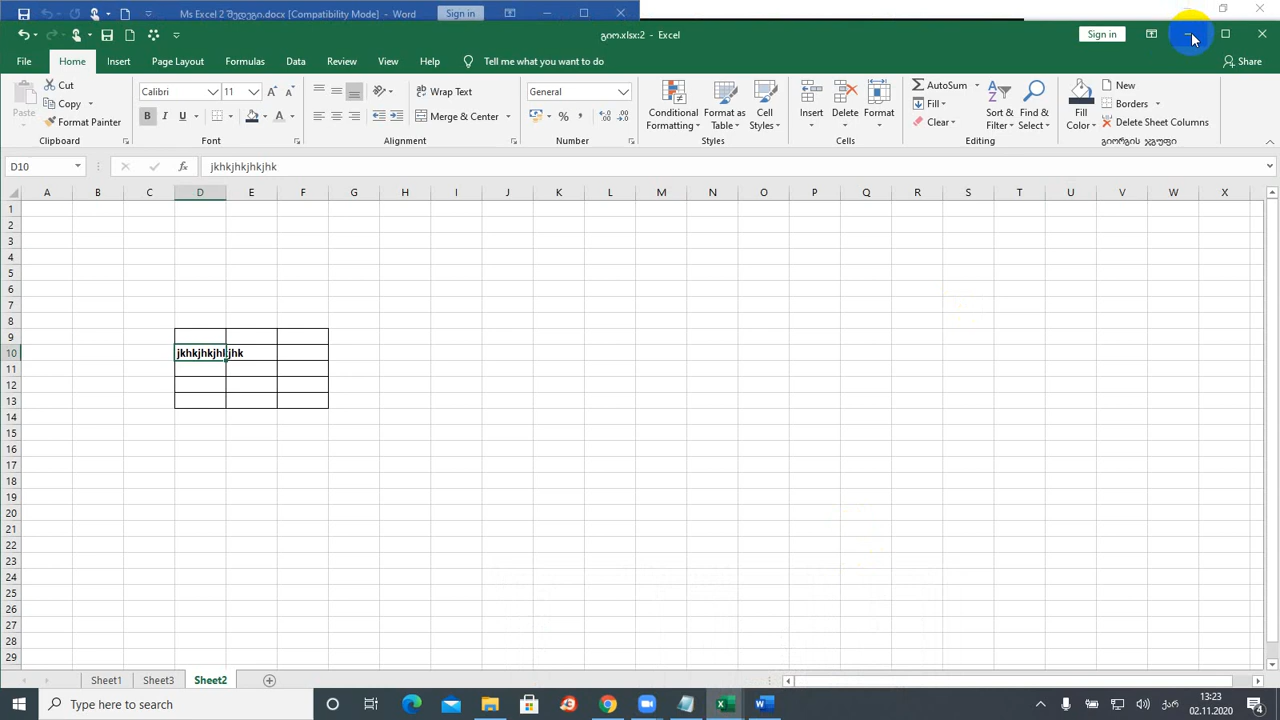 Ms Excel 2 შედეგი.docx [Compatibility Mode] - Word
Sign in
გიო.xlsx:2 - Excel
Sign in
File Home Insert Page Layout Formulas Data Review View Help Tell me what you want to do Share
Cut
Copy
Format Painter
Paste
Clipboard
Calibri 11
B I U
Font
Wrap Text
Merge & Center
Alignment
General
Number
Conditional Formatting
Format as Table
Cell Styles
Styles
Insert Delete Format
Cells
AutoSum
Fill
Clear
Sort & Filter
Find & Select
Editing
Fill Color
New
Borders
Delete Sheet Columns
გიორგის ჯგუფი
D10 fx jkhkjhkjhkjhk
A B C D E F G H I J K L M N O P Q R S T U V W X
1
2
3
4
5
6
7
8
9
10 jkhkjhkjhkjhk
11
12
13
14
15
16
17
18
19
20
21
22
23
24
25
26
27
28
29
Sheet1 Sheet3 Sheet2
Type here to search
ქარ
13:23
02.11.2020
4